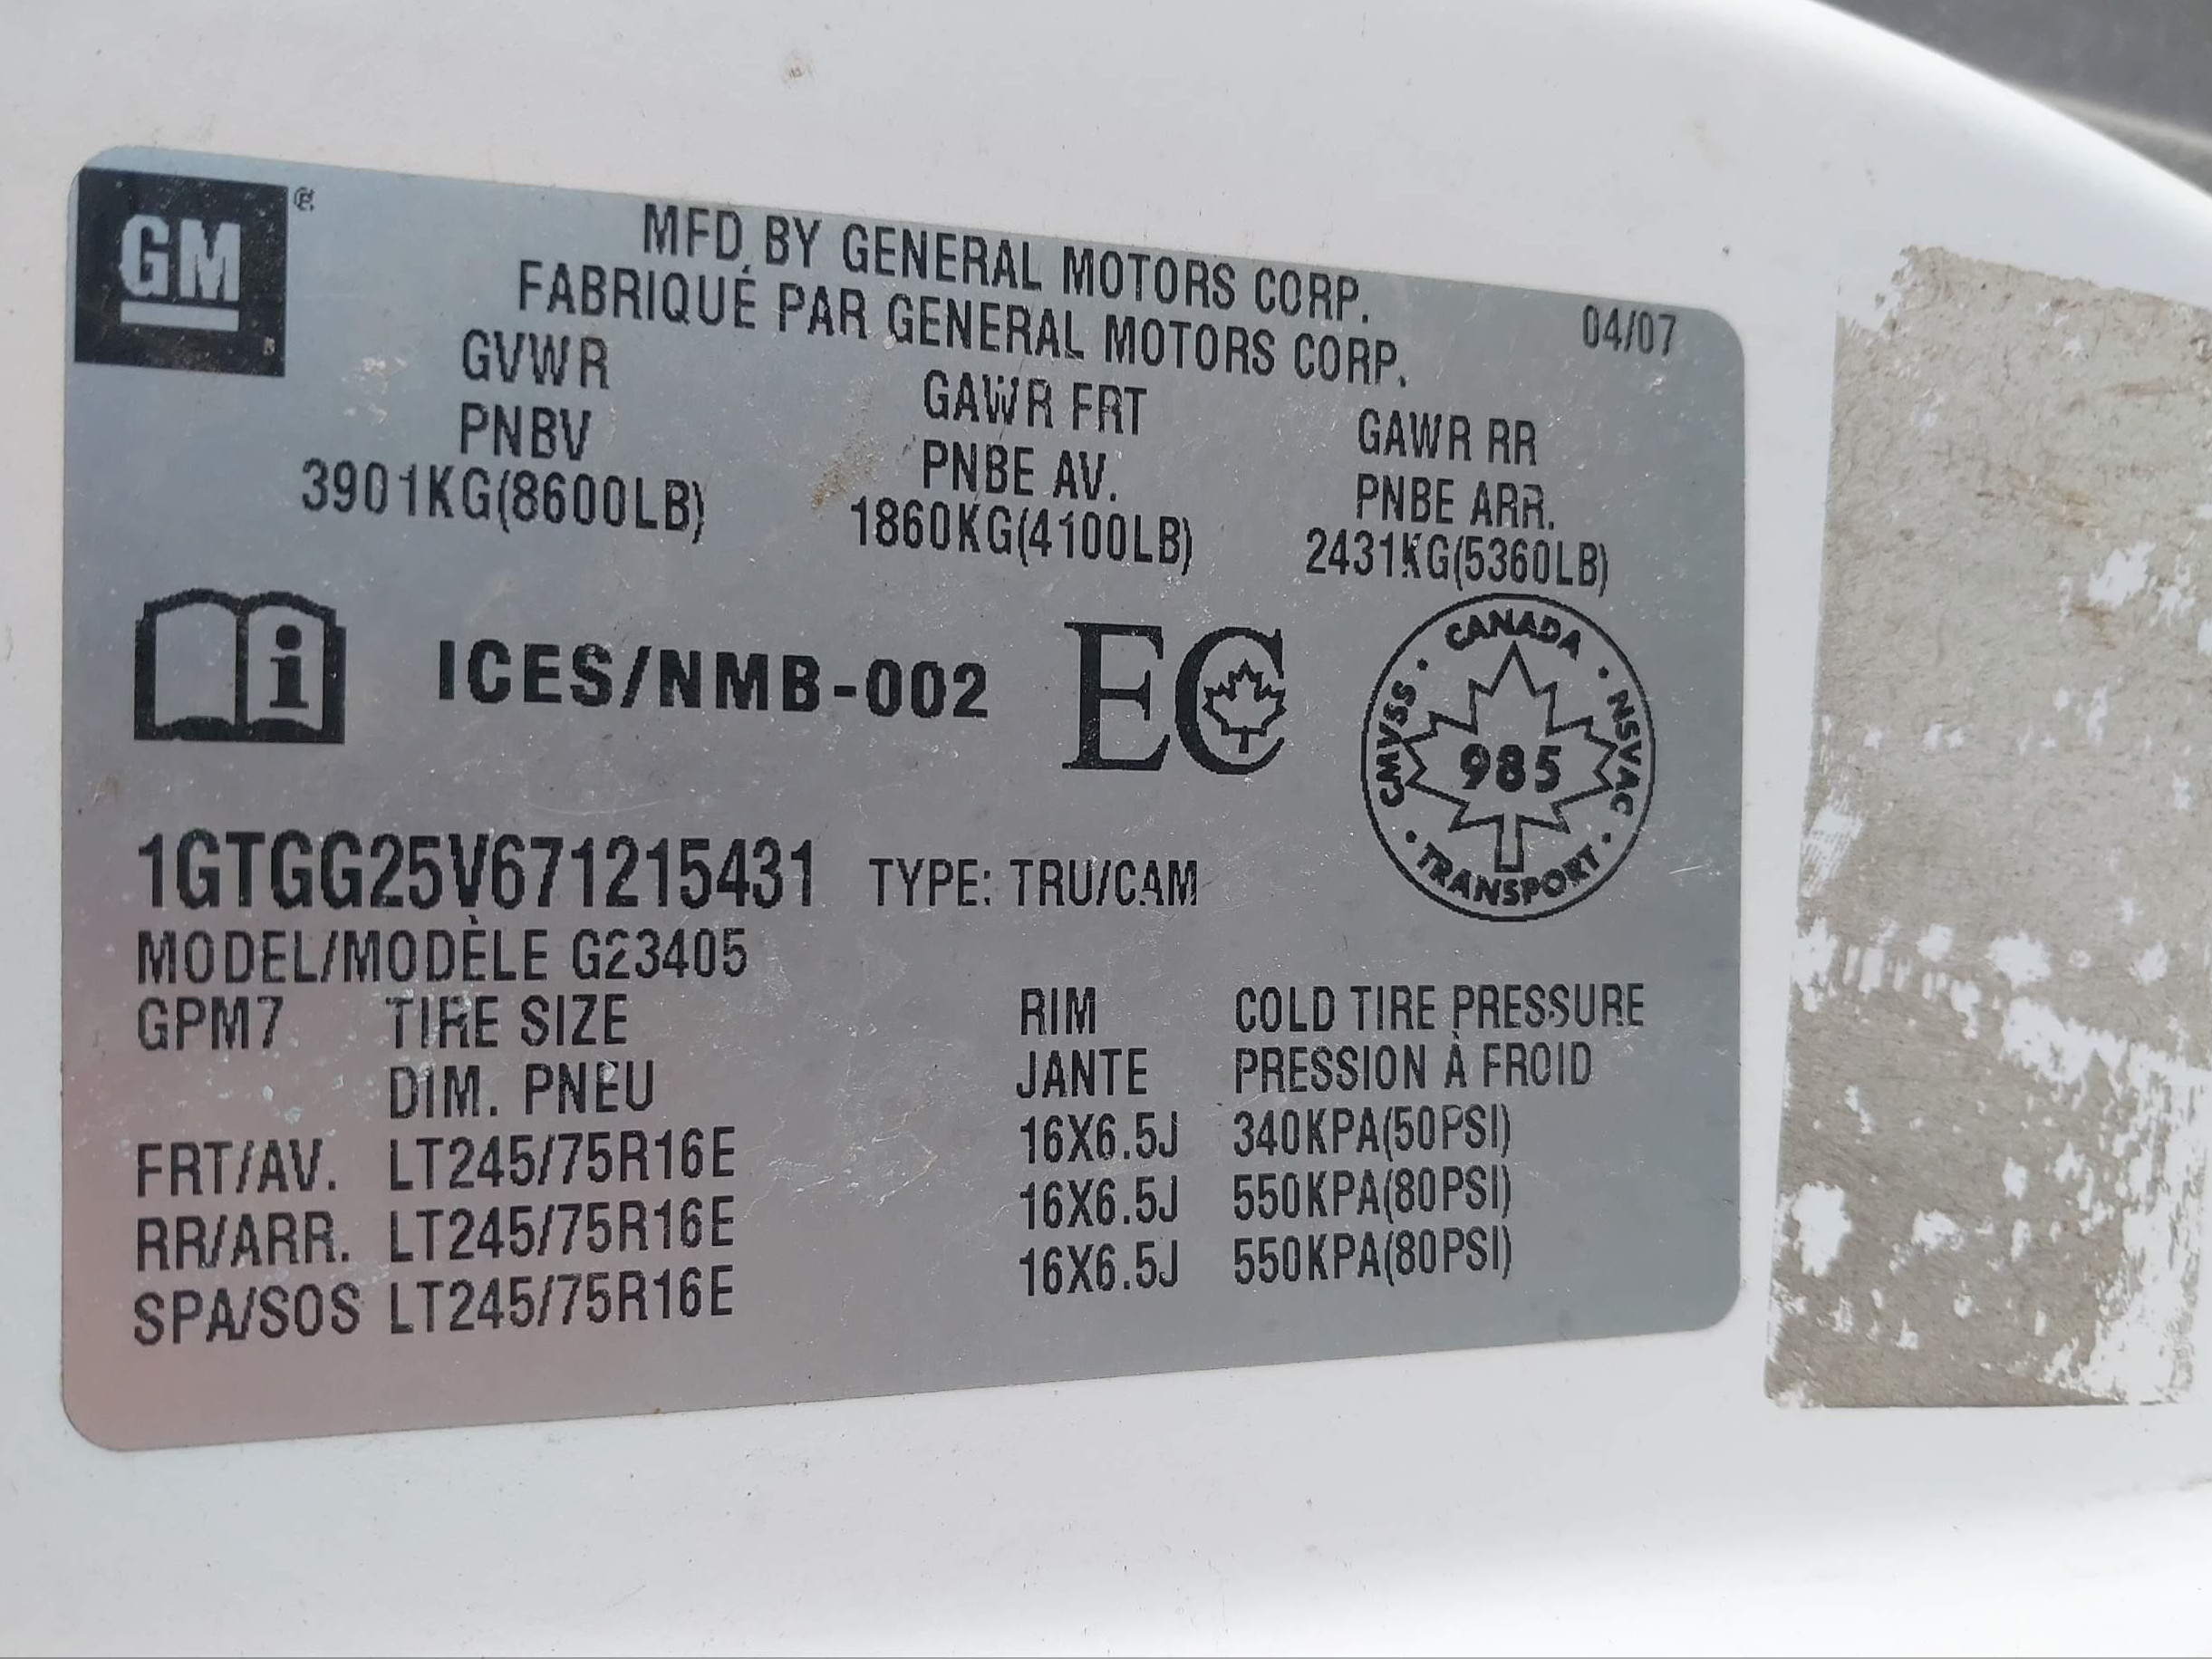 GM
MFD BY GENERAL MOTORS CORP.
FABRIQUÉ PAR GENERAL MOTORS CORP.
04/07
GVWR
PNBV
3901KG(8600LB)
GAWR FRT
PNBE AV.
1860KG(4100LB)
GAWR RR
PNBE ARR.
2431KG(5360LB)
i ICES/NMB-002 EC
CANADA · NSVAC · TRANSPORT · CMVSS ·
985
1GTGG25V671215431 TYPE: TRU/CAM
MODEL/MODÈLE G23405
GPM7 TIRE SIZE RIM COLD TIRE PRESSURE
DIM. PNEU JANTE PRESSION À FROID
FRT/AV. LT245/75R16E 16X6.5J 340KPA(50PSI)
RR/ARR. LT245/75R16E 16X6.5J 550KPA(80PSI)
SPA/SOS LT245/75R16E 16X6.5J 550KPA(80PSI)